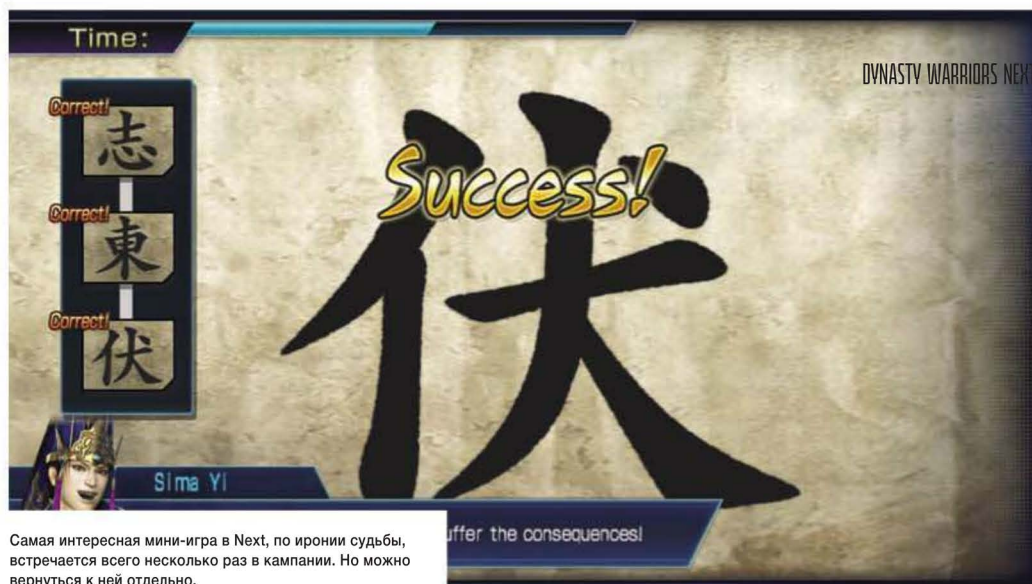 Time:
DYNASTY WARRIORS NEX
Correct!
志
Correct!
東
Correct!
伏
伏
Success!
Sima Yi
uffer the consequences!
Самая интересная мини-игра в Next, по иронии судьбы,
встречается всего несколько раз в кампании. Но можно
вернуться к ней отдельно.